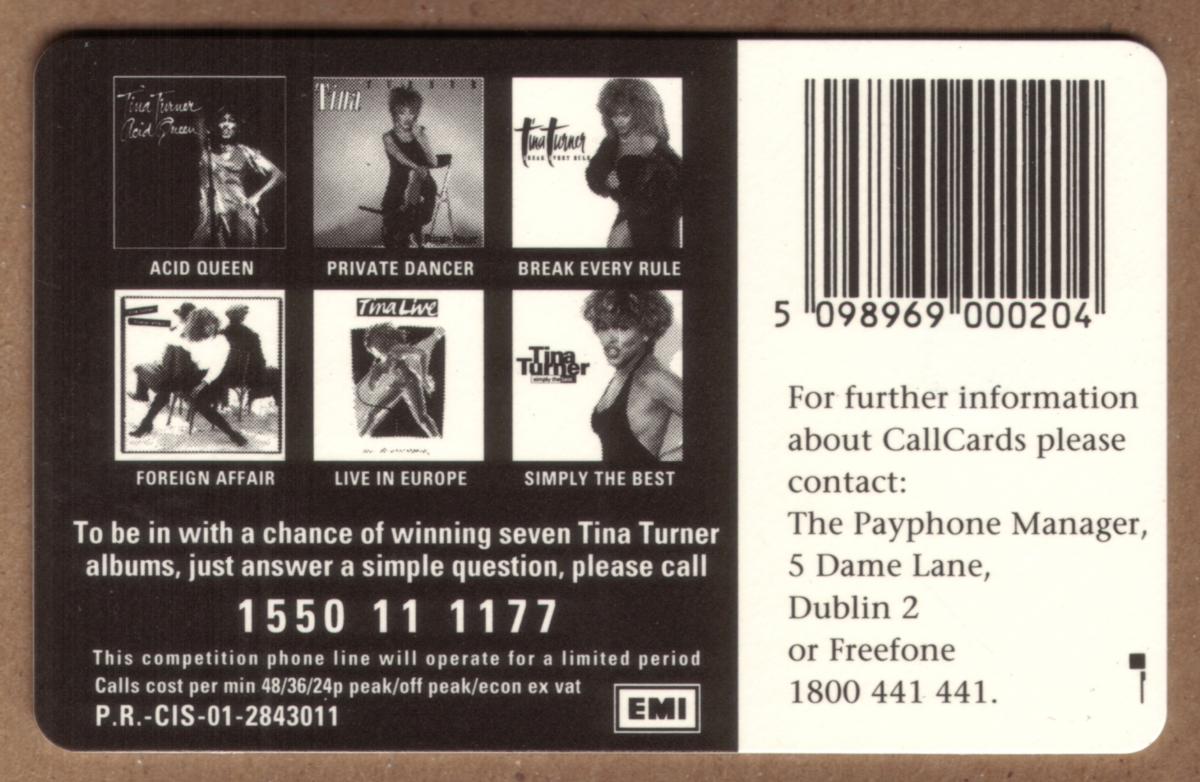 Tina Turner
Acid Queen
Tina
TURNER
Tina Turner
BREAK EVERY RULE
ACID QUEEN
PRIVATE DANCER
BREAK EVERY RULE
Tina Live
Tina
Turner
simply the best
FOREIGN AFFAIR
LIVE IN EUROPE
SIMPLY THE BEST
To be in with a chance of winning seven Tina Turner
albums, just answer a simple question, please call
1550 11 1177
This competition phone line will operate for a limited period
Calls cost per min 48/36/24p peak/off peak/econ ex vat
P.R.-CIS-01-2843011
EMI
5 098969 000204
For further information
about CallCards please
contact:
The Payphone Manager,
5 Dame Lane,
Dublin 2
or Freefone
1800 441 441.